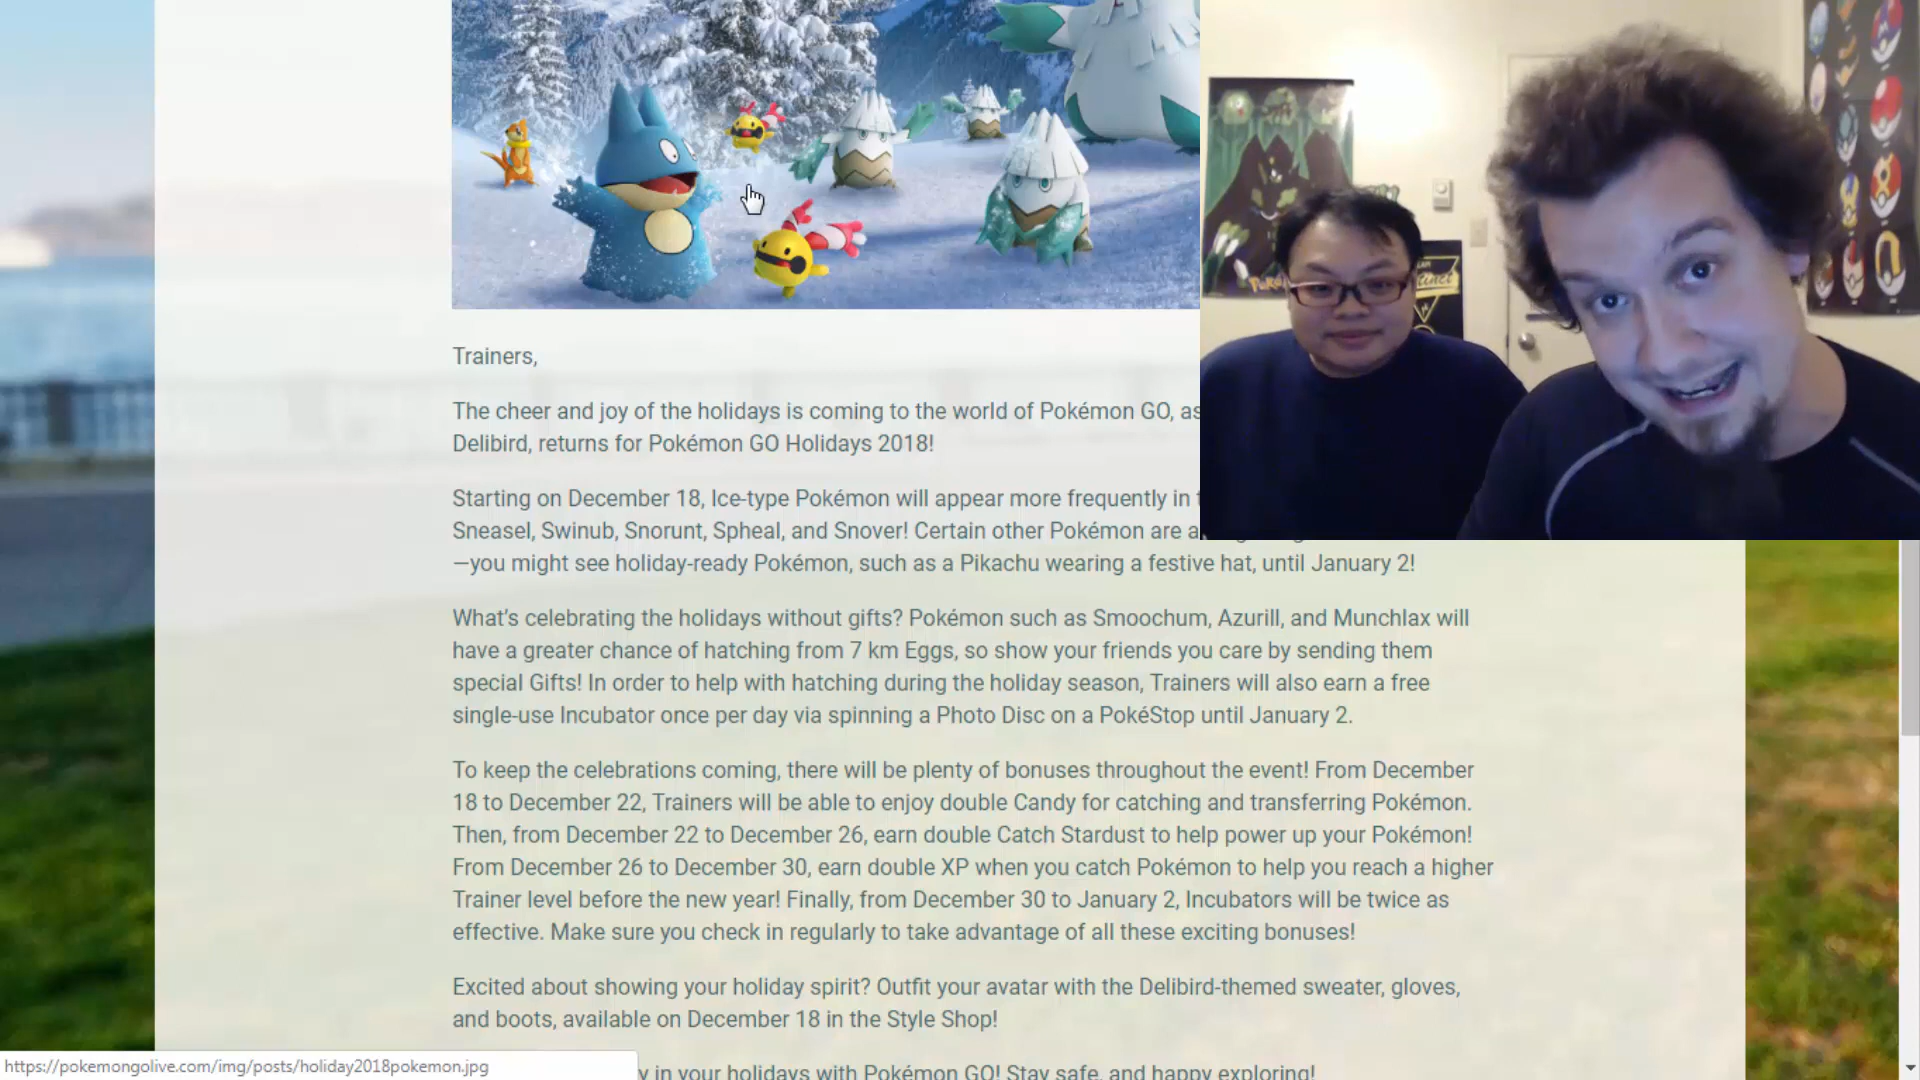 Trainers,
The cheer and joy of the holidays is coming to the world of Pokémon GO, as
Delibird, returns for Pokémon GO Holidays 2018!
Starting on December 18, Ice-type Pokémon will appear more frequently in
Sneasel, Swinub, Snorunt, Spheal, and Snover! Certain other Pokémon are
—you might see holiday-ready Pokémon, such as a Pikachu wearing a festive hat, until January 2!
What’s celebrating the holidays without gifts? Pokémon such as Smoochum, Azurill, and Munchlax will
have a greater chance of hatching from 7 km Eggs, so show your friends you care by sending them
special Gifts! In order to help with hatching during the holiday season, Trainers will also earn a free
single-use Incubator once per day via spinning a Photo Disc on a PokéStop until January 2.
To keep the celebrations coming, there will be plenty of bonuses throughout the event! From December
18 to December 22, Trainers will be able to enjoy double Candy for catching and transferring Pokémon.
Then, from December 22 to December 26, earn double Catch Stardust to help power up your Pokémon!
From December 26 to December 30, earn double XP when you catch Pokémon to help you reach a higher
Trainer level before the new year! Finally, from December 30 to January 2, Incubators will be twice as
effective. Make sure you check in regularly to take advantage of all these exciting bonuses!
Excited about showing your holiday spirit? Outfit your avatar with the Delibird-themed sweater, gloves,
and boots, available on December 18 in the Style Shop!
in your holidays with Pokémon GO! Stay safe, and happy exploring!
https://pokemongolive.com/img/posts/holiday2018pokemon.jpg